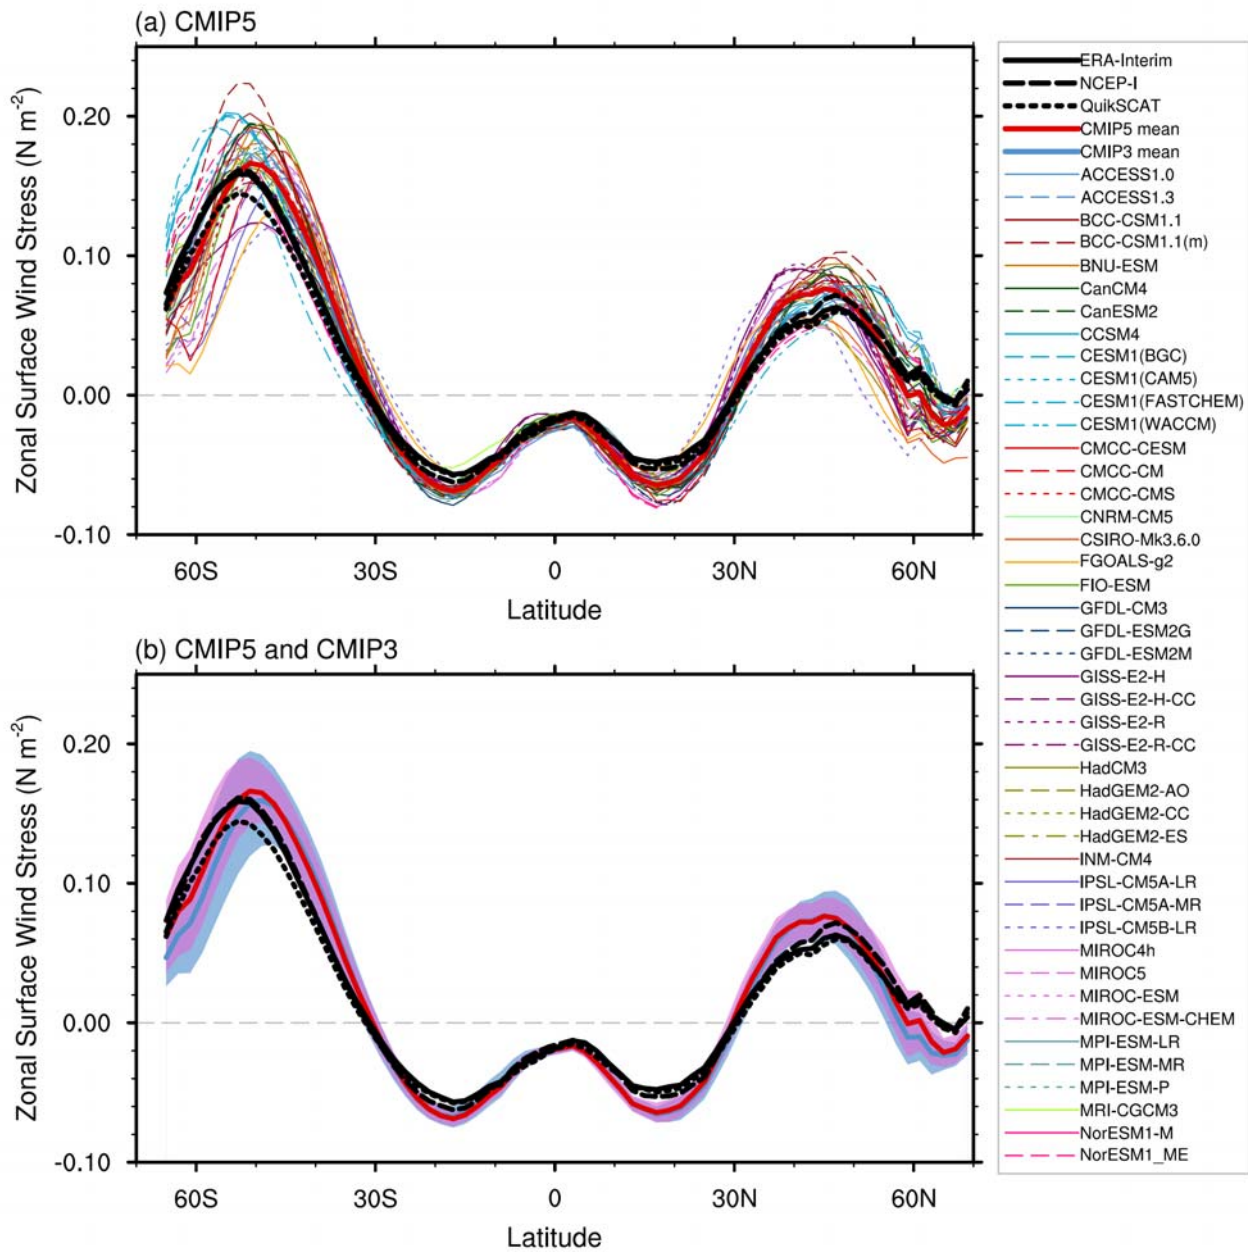 (a) CMIP5
Zonal Surface Wind Stress (N m⁻²)
0.20
0.10
0.00
-0.10
60S 30S 0 30N 60N
Latitude
(b) CMIP5 and CMIP3
Zonal Surface Wind Stress (N m⁻²)
0.20
0.10
0.00
-0.10
60S 30S 0 30N 60N
Latitude
ERA-Interim
NCEP-I
QuikSCAT
CMIP5 mean
CMIP3 mean
ACCESS1.0
ACCESS1.3
BCC-CSM1.1
BCC-CSM1.1(m)
BNU-ESM
CanCM4
CanESM2
CCSM4
CESM1(BGC)
CESM1(CAM5)
CESM1(FASTCHEM)
CESM1(WACCM)
CMCC-CESM
CMCC-CM
CMCC-CMS
CNRM-CM5
CSIRO-Mk3.6.0
FGOALS-g2
FIO-ESM
GFDL-CM3
GFDL-ESM2G
GFDL-ESM2M
GISS-E2-H
GISS-E2-H-CC
GISS-E2-R
GISS-E2-R-CC
HadCM3
HadGEM2-AO
HadGEM2-CC
HadGEM2-ES
INM-CM4
IPSL-CM5A-LR
IPSL-CM5A-MR
IPSL-CM5B-LR
MIROC4h
MIROC5
MIROC-ESM
MIROC-ESM-CHEM
MPI-ESM-LR
MPI-ESM-MR
MPI-ESM-P
MRI-CGCM3
NorESM1-M
NorESM1_ME